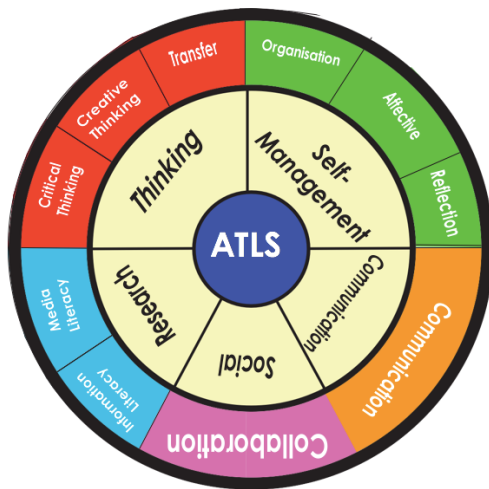 ATLS
Thinking
Self-
Management
Communication
Social
Research
Transfer
Organisation
Affective
Reflection
Communication
Collaboration
Information
Literacy
Media
Literacy
Critical
Thinking
Creative
Thinking